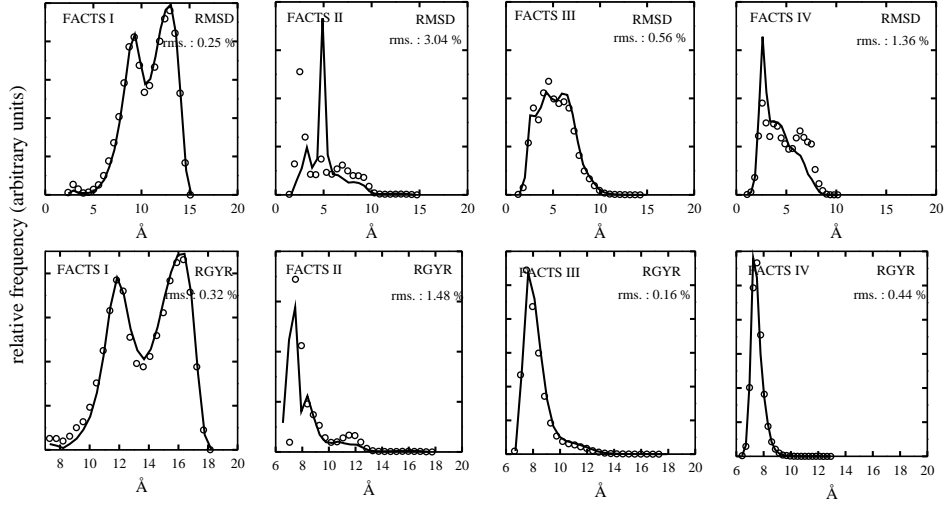 FACTS I
RMSD
rms. : 0.25 %
FACTS II
RMSD
rms. : 3.04 %
FACTS III
RMSD
rms. : 0.56 %
FACTS IV
RMSD
rms. : 1.36 %
relative frequency (arbitrary units)
0 5 10 15 20
0 5 10 15 20
0 5 10 15 20
0 5 10 15 20
Å
Å
Å
Å
FACTS I
RGYR
rms. : 0.32 %
FACTS II
RGYR
rms. : 1.48 %
FACTS III
RGYR
rms. : 0.16 %
FACTS IV
RGYR
rms. : 0.44 %
8 10 12 14 16 18 20
6 8 10 12 14 16 18 20
6 8 10 12 14 16 18 20
6 8 10 12 14 16 18 20
Å
Å
Å
Å